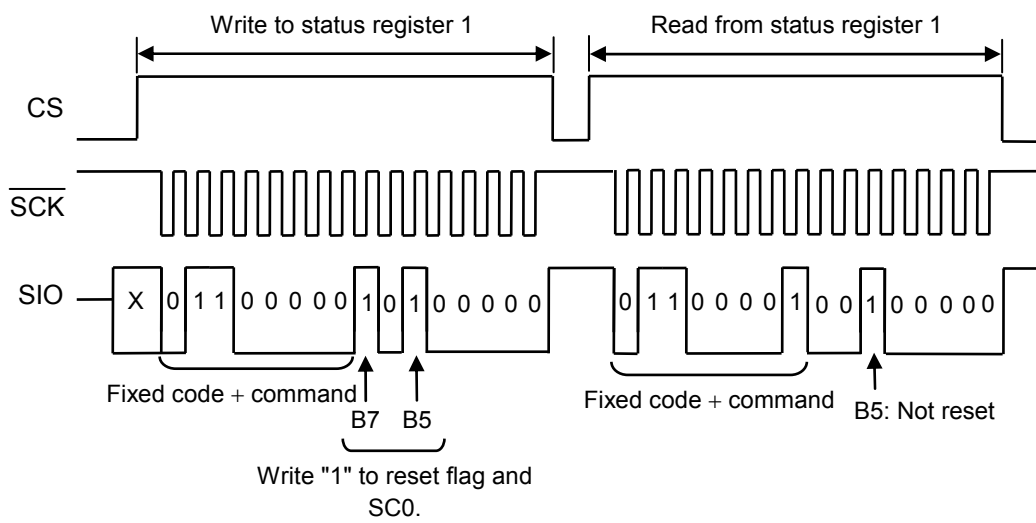 Write to status register 1
Read from status register 1
CS
SCK
SIO
X 0 1 1 0 0 0 0 0 1 0 1 0 0 0 0 0
0 1 1 0 0 0 0 1 0 0 1 0 0 0 0 0
Fixed code + command
B7 B5
Fixed code + command
B5: Not reset
Write "1" to reset flag and
SC0.